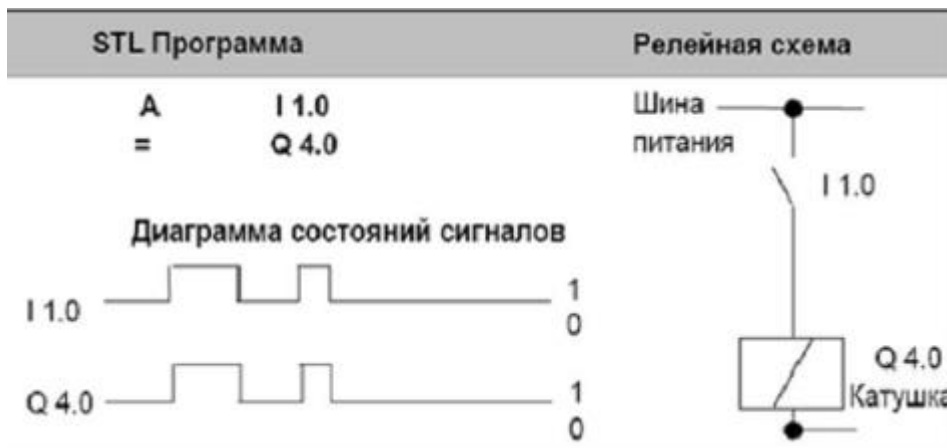 STL Программа
Релейная схема
A I 1.0
= Q 4.0
Шина
питания
I 1.0
Диаграмма состояний сигналов
I 1.0
1
0
Q 4.0
1
0
Q 4.0
Катушка